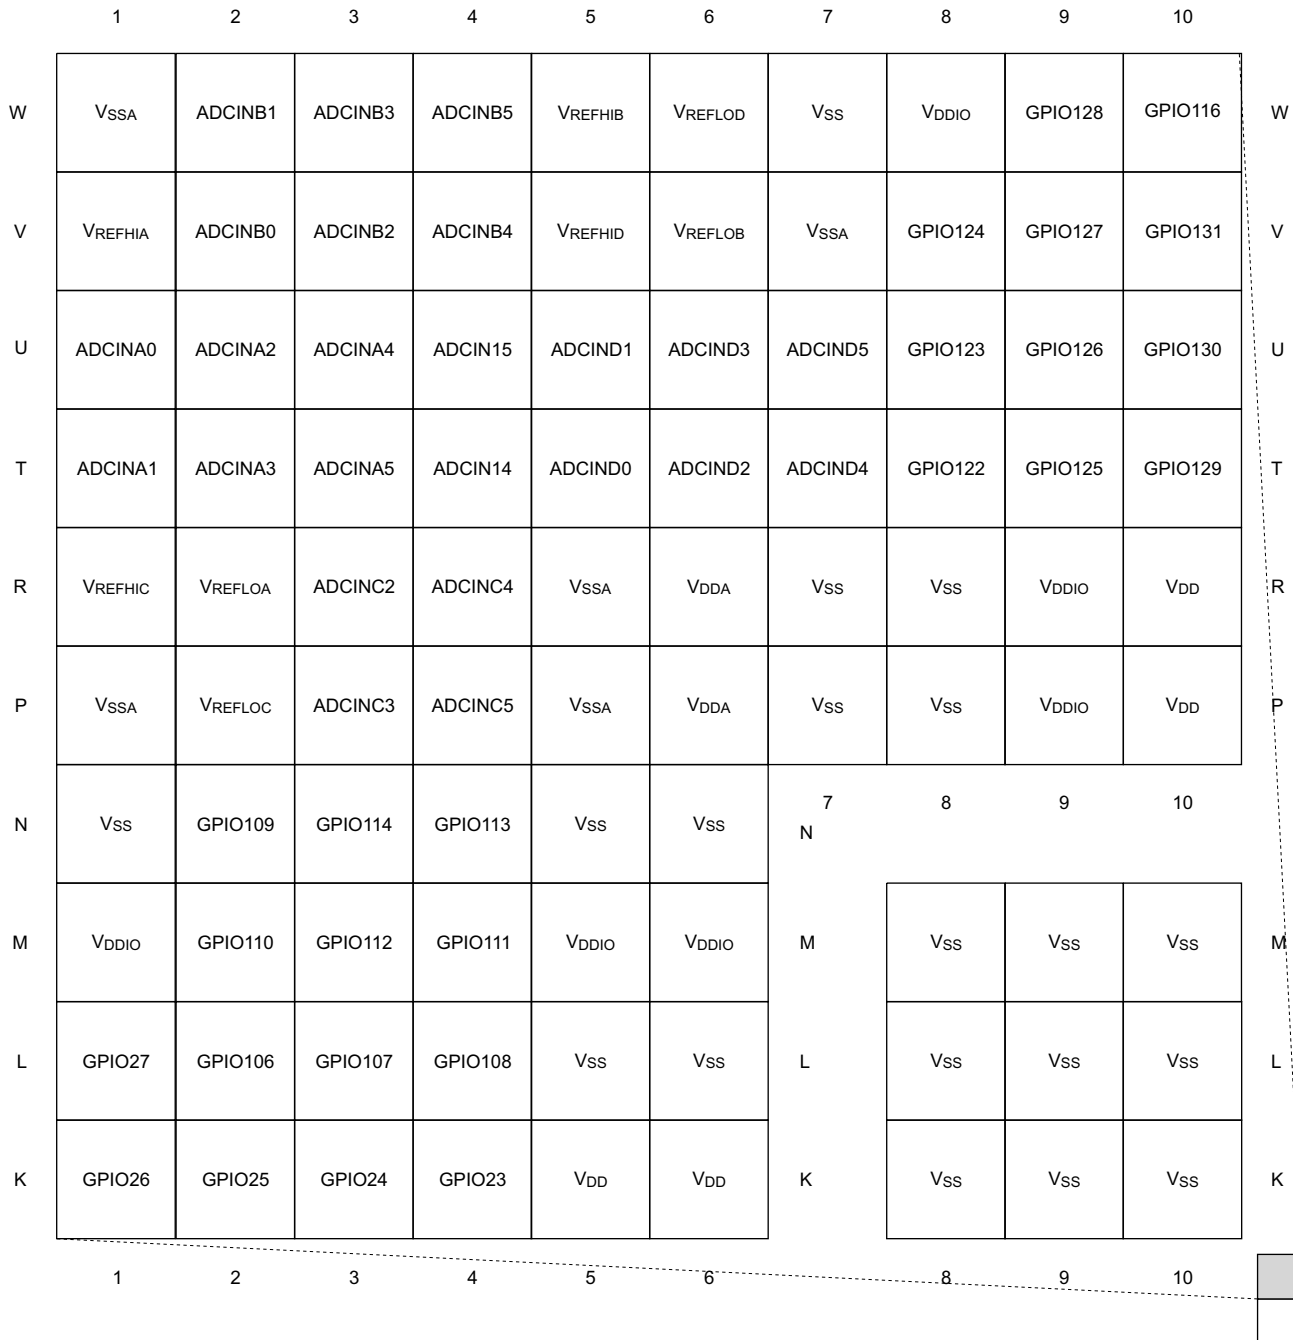 1 2 3 4 5 6 7 8 9 10
W VSSA ADCINB1 ADCINB3 ADCINB5 VREFHIB VREFLOD VSS VDDIO GPIO128 GPIO116 W
V VREFHIA ADCINB0 ADCINB2 ADCINB4 VREFHID VREFLOB VSSA GPIO124 GPIO127 GPIO131 V
U ADCINA0 ADCINA2 ADCINA4 ADCIN15 ADCIND1 ADCIND3 ADCIND5 GPIO123 GPIO126 GPIO130 U
T ADCINA1 ADCINA3 ADCINA5 ADCIN14 ADCIND0 ADCIND2 ADCIND4 GPIO122 GPIO125 GPIO129 T
R VREFHIC VREFLOA ADCINC2 ADCINC4 VSSA VDDA VSS VSS VDDIO VDD R
P VSSA VREFLOC ADCINC3 ADCINC5 VSSA VDDA VSS VSS VDDIO VDD P
7 8 9 10
N VSS GPIO109 GPIO114 GPIO113 VSS VSS N
M VDDIO GPIO110 GPIO112 GPIO111 VDDIO VDDIO M VSS VSS VSS M
L GPIO27 GPIO106 GPIO107 GPIO108 VSS VSS L VSS VSS VSS L
K GPIO26 GPIO25 GPIO24 GPIO23 VDD VDD K VSS VSS VSS K
1 2 3 4 5 6 8 9 10